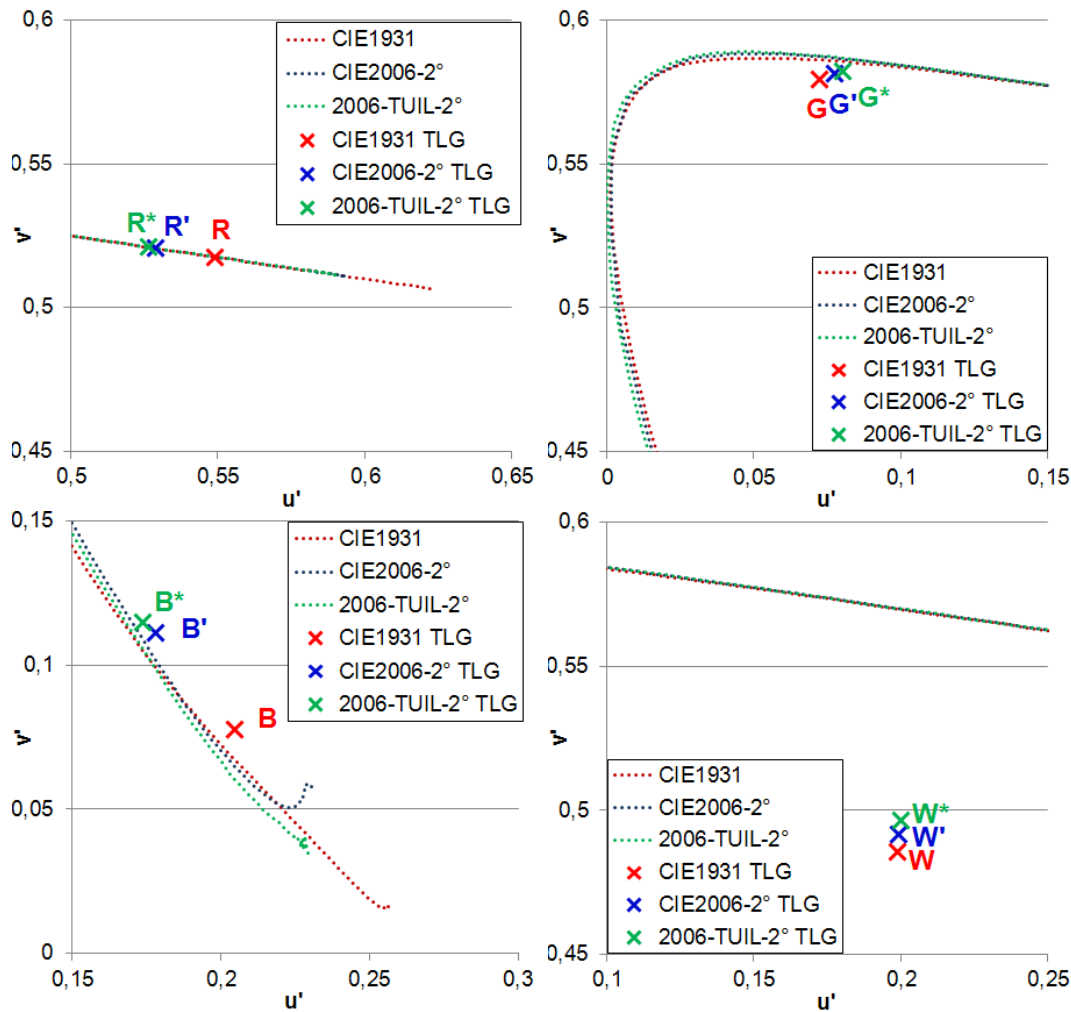 0,6
0,55
0,5
0,45
v'
CIE1931
CIE2006-2°
2006-TUIL-2°
CIE1931 TLG
CIE2006-2° TLG
2006-TUIL-2° TLG
R* R' R
0,5 0,55 0,6 0,65
u'
0,6
0,55
0,5
0,45
v'
G G' G*
CIE1931
CIE2006-2°
2006-TUIL-2°
CIE1931 TLG
CIE2006-2° TLG
2006-TUIL-2° TLG
0 0,05 0,1 0,15
u'
0,15
0,1
0,05
0
v'
CIE1931
CIE2006-2°
2006-TUIL-2°
CIE1931 TLG
CIE2006-2° TLG
2006-TUIL-2° TLG
B*
B'
B
0,15 0,2 0,25 0,3
u'
0,6
0,55
0,5
0,45
v'
CIE1931
CIE2006-2°
2006-TUIL-2°
CIE1931 TLG
CIE2006-2° TLG
2006-TUIL-2° TLG
W*
W'
W
0,1 0,15 0,2 0,25
u'